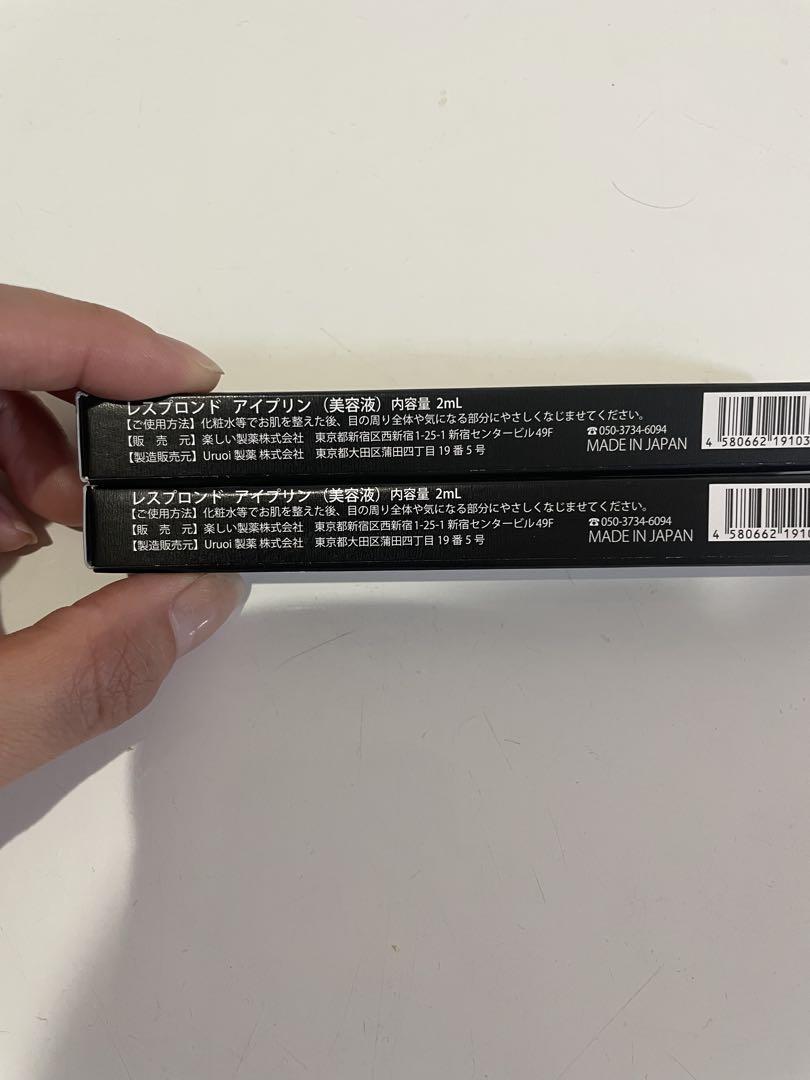 レスプロンド アイプリン（美容液）内容量 2mL
【ご使用方法】化粧水等でお肌を整えた後、目の周り全体や気になる部分にやさしくなじませてください。
【販 売 元】楽しい製薬株式会社 東京都新宿区西新宿1-25-1 新宿センタービル49F
【製造販売元】Uruoi 製薬 株式会社 東京都大田区蒲田四丁目 19 番 5 号
☎050-3734-6094
MADE IN JAPAN
4 580662 19103
レスプロンド アイプリン（美容液）内容量 2mL
【ご使用方法】化粧水等でお肌を整えた後、目の周り全体や気になる部分にやさしくなじませてください。
【販 売 元】楽しい製薬株式会社 東京都新宿区西新宿1-25-1 新宿センタービル49F
【製造販売元】Uruoi 製薬 株式会社 東京都大田区蒲田四丁目 19 番 5 号
☎050-3734-6094
MADE IN JAPAN
4 580662 1910